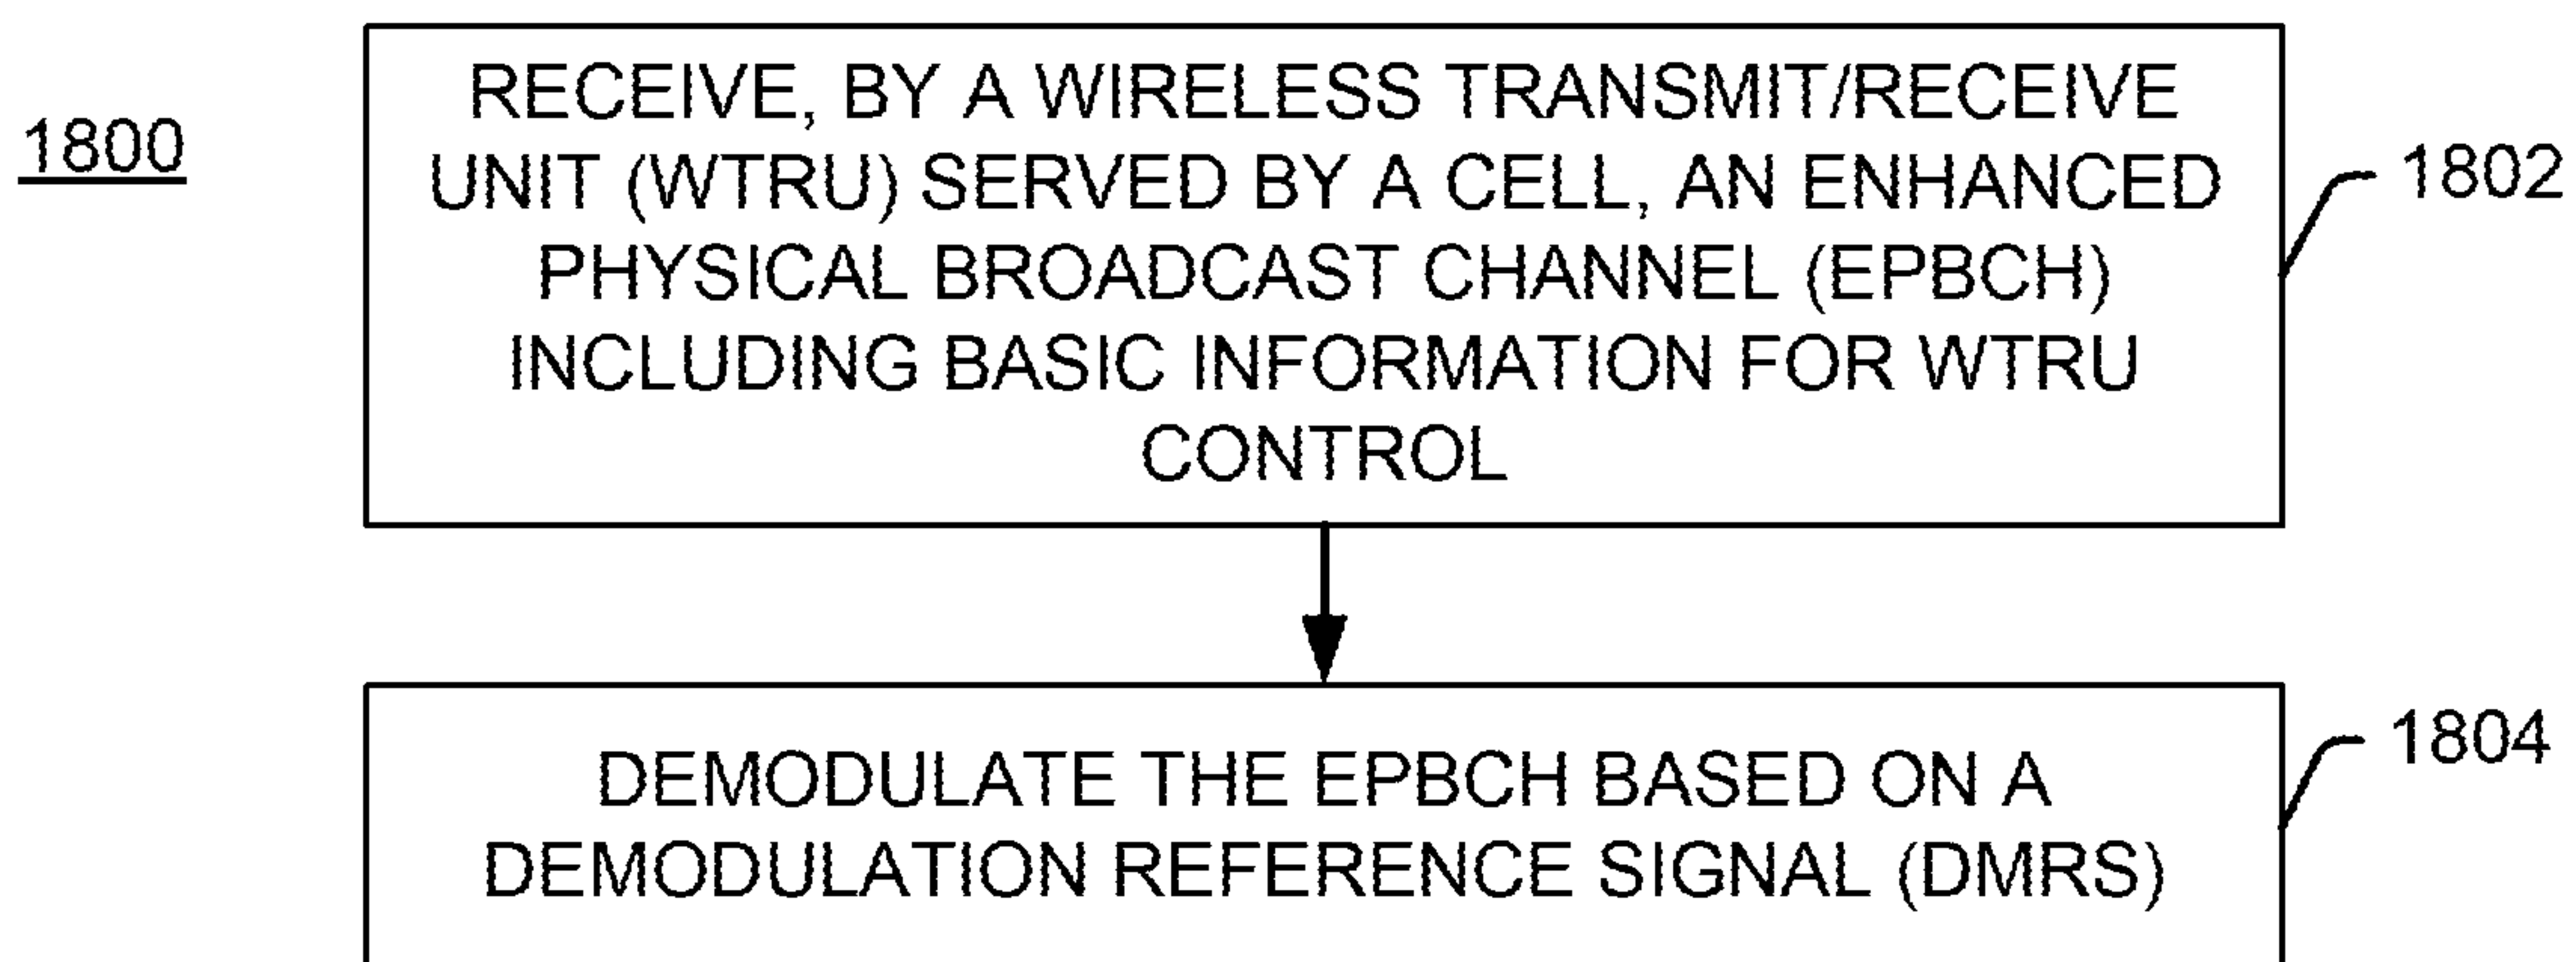 1800
RECEIVE, BY A WIRELESS TRANSMIT/RECEIVE
UNIT (WTRU) SERVED BY A CELL, AN ENHANCED
PHYSICAL BROADCAST CHANNEL (EPBCH)
INCLUDING BASIC INFORMATION FOR WTRU
CONTROL
1802
DEMODULATE THE EPBCH BASED ON A
DEMODULATION REFERENCE SIGNAL (DMRS)
1804